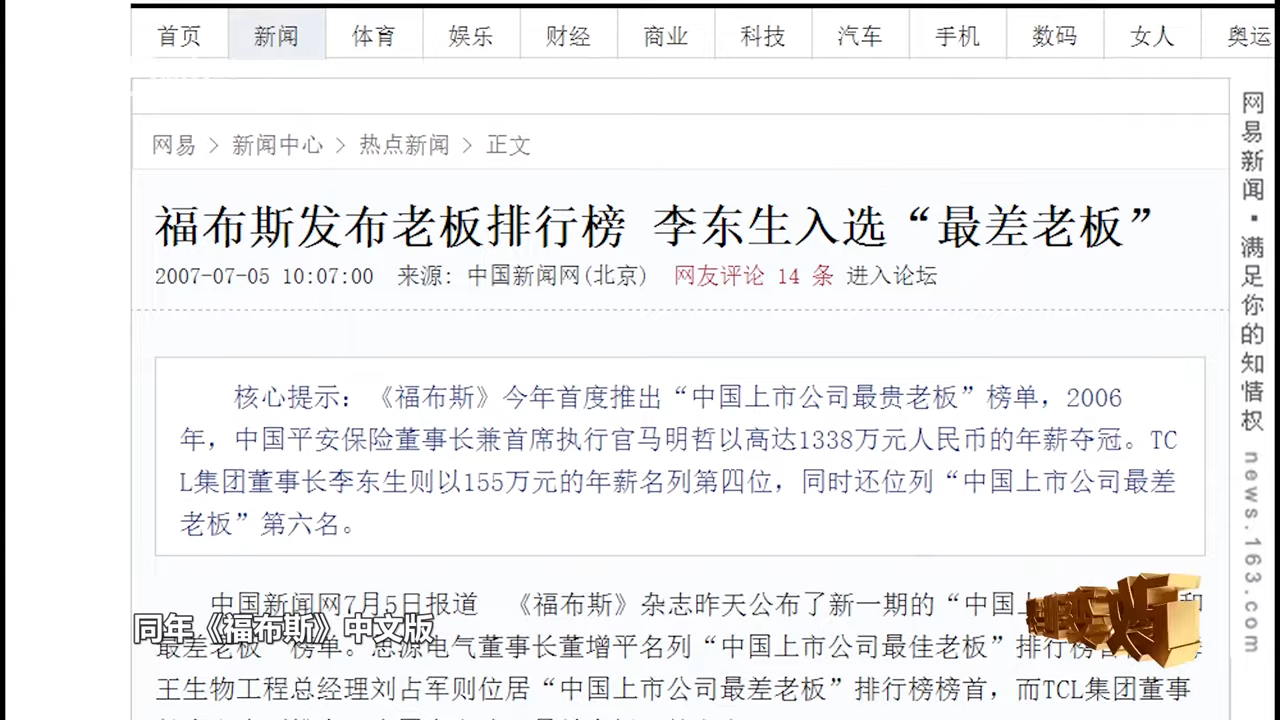 首页 新闻 体育 娱乐 财经 商业 科技 汽车 手机 数码 女人 奥运
网易 > 新闻中心 > 热点新闻 > 正文
福布斯发布老板排行榜 李东生入选“最差老板”
2007-07-05 10:07:00 来源: 中国新闻网(北京) 网友评论 14 条 进入论坛
核心提示：《福布斯》今年首度推出“中国上市公司最贵老板”榜单，2006
年，中国平安保险董事长兼首席执行官马明哲以高达1338万元人民币的年薪夺冠。TC
L集团董事长李东生则以155万元的年薪名列第四位，同时还位列“中国上市公司最差
老板”第六名。
中国新闻网7月5日报道 《福布斯》杂志昨天公布了新一期的“中国上 和
最差老板”榜单。思源电气董事长董增平名列“中国上市公司最佳老板”排行榜
王生物工程总经理刘占军则位居“中国上市公司最差老板”排行榜榜首，而TCL集团董事
同年《福布斯》中文版
网易新闻·满足你的知情权 news.163.com